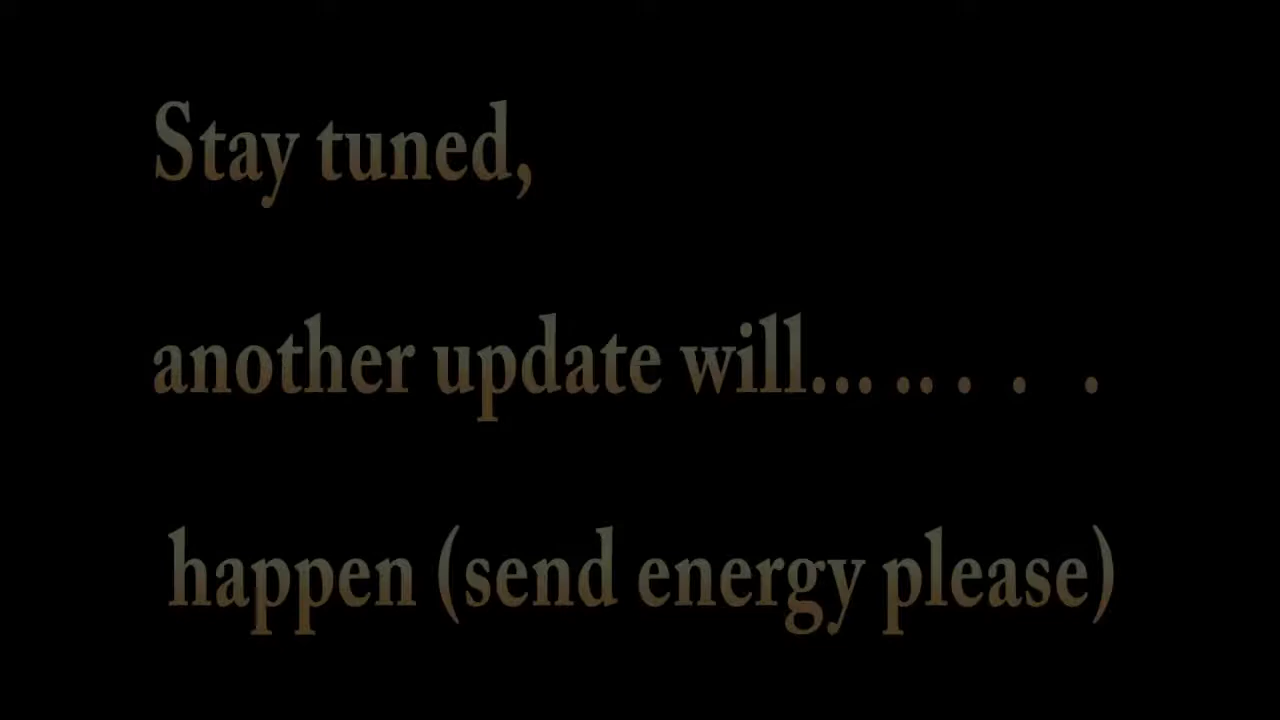 Stay tuned,
another update will... .. . . .
happen (send energy please)